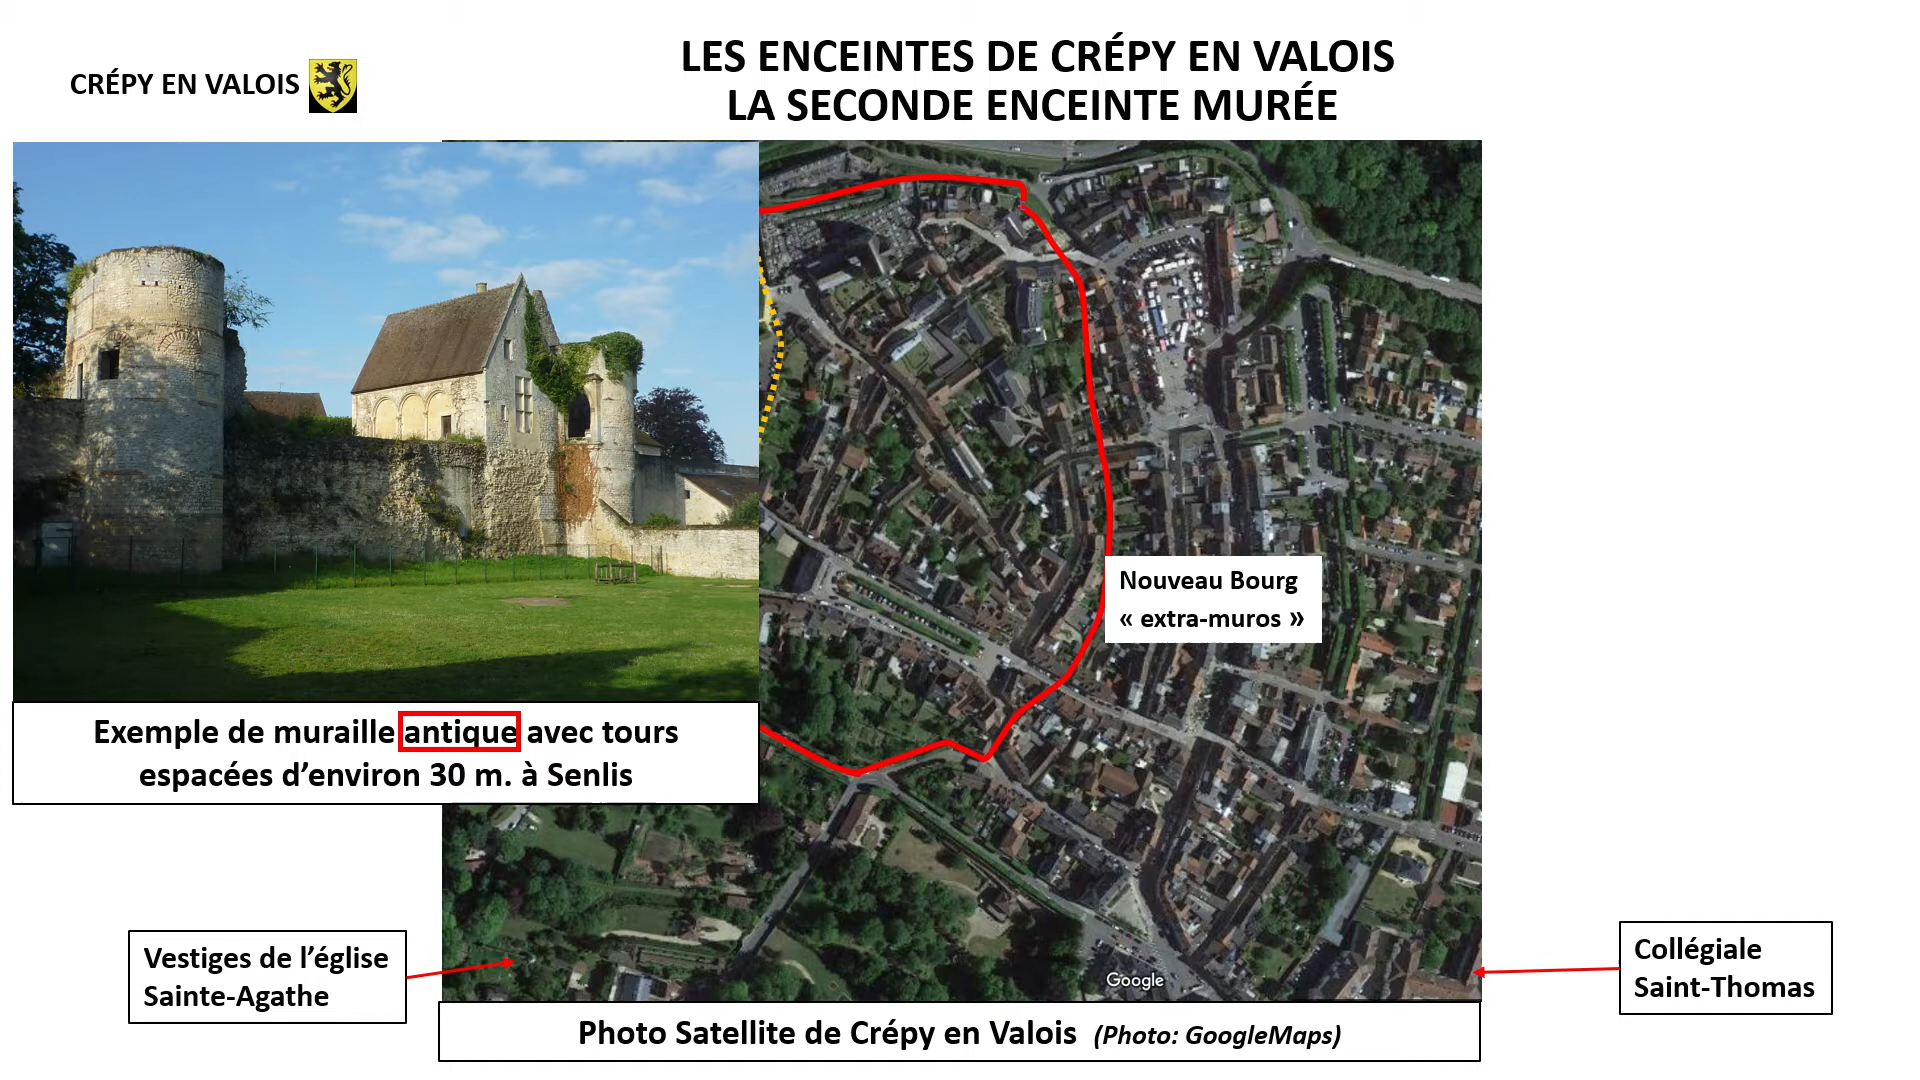 CRÉPY EN VALOIS
LES ENCEINTES DE CRÉPY EN VALOIS
LA SECONDE ENCEINTE MURÉE
Nouveau Bourg
« extra-muros »
Exemple de muraille antique avec tours
espacées d’environ 30 m. à Senlis
Vestiges de l’église
Sainte-Agathe
Collégiale
Saint-Thomas
Google
Photo Satellite de Crépy en Valois (Photo: GoogleMaps)